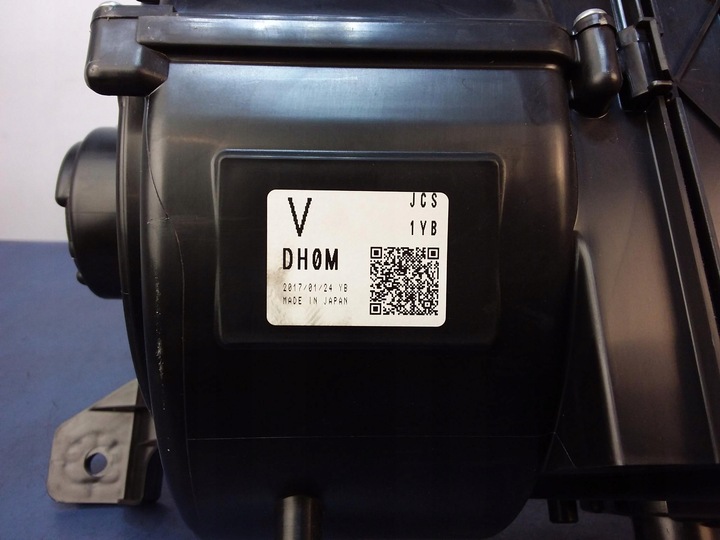 V
JCS
1YB
DH0M
2017/01/24 YB
MADE IN JAPAN